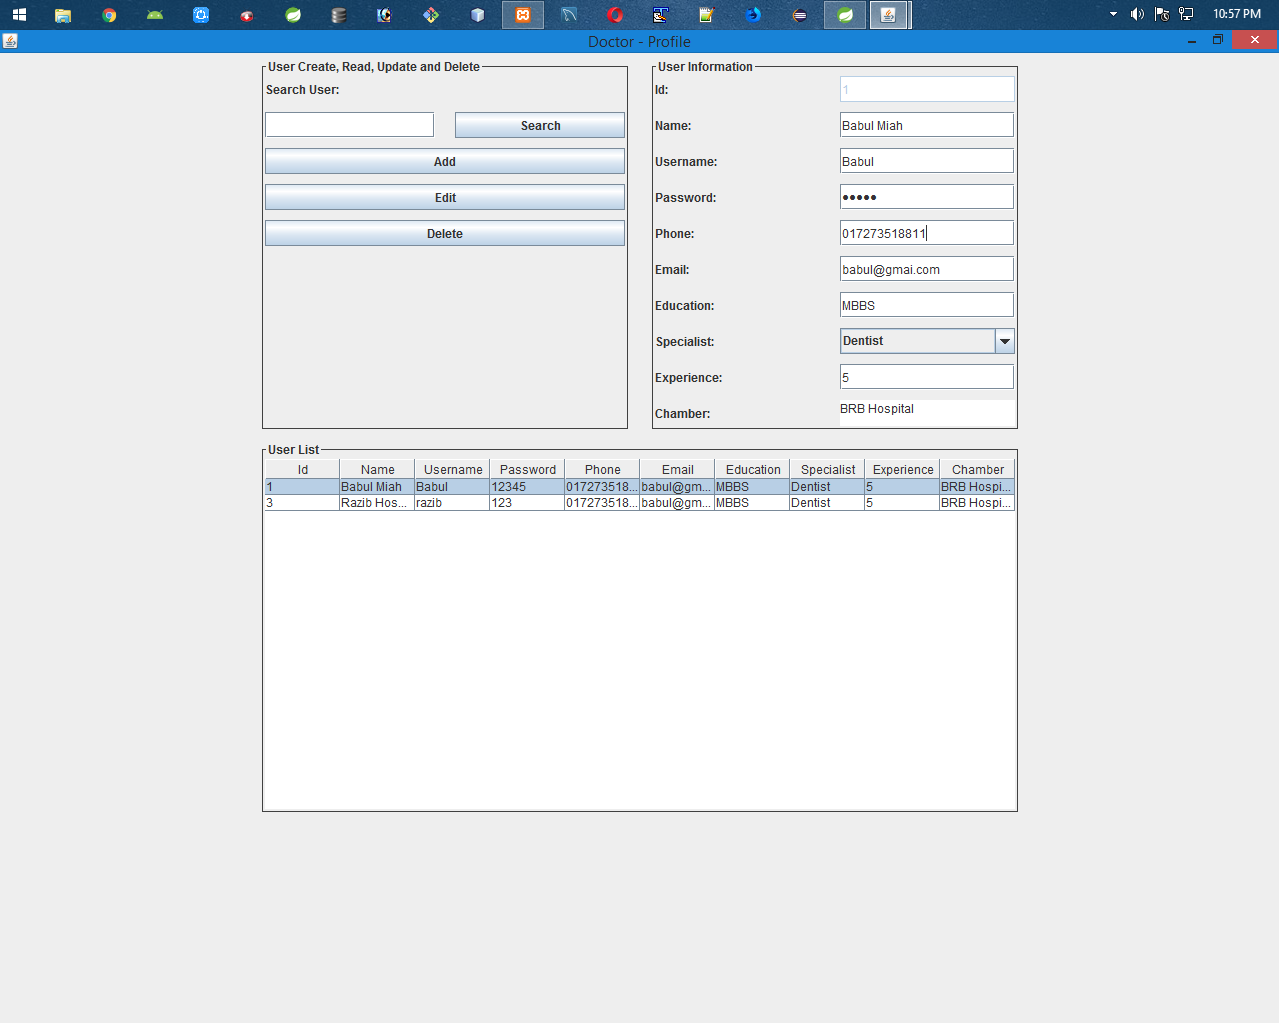 10:57 PM
Doctor - Profile
User Create, Read, Update and Delete
Search User:
Search
Add
Edit
Delete
User Information
Id: 1
Name: Babul Miah
Username: Babul
Password: •••••
Phone: 017273518811
Email: babul@gmai.com
Education: MBBS
Specialist: Dentist
Experience: 5
Chamber: BRB Hospital
User List
Id Name Username Password Phone Email Education Specialist Experience Chamber
1 Babul Miah Babul 12345 017273518... babul@gm... MBBS Dentist 5 BRB Hospi...
3 Razib Hos... razib 123 017273518... babul@gm... MBBS Dentist 5 BRB Hospi...